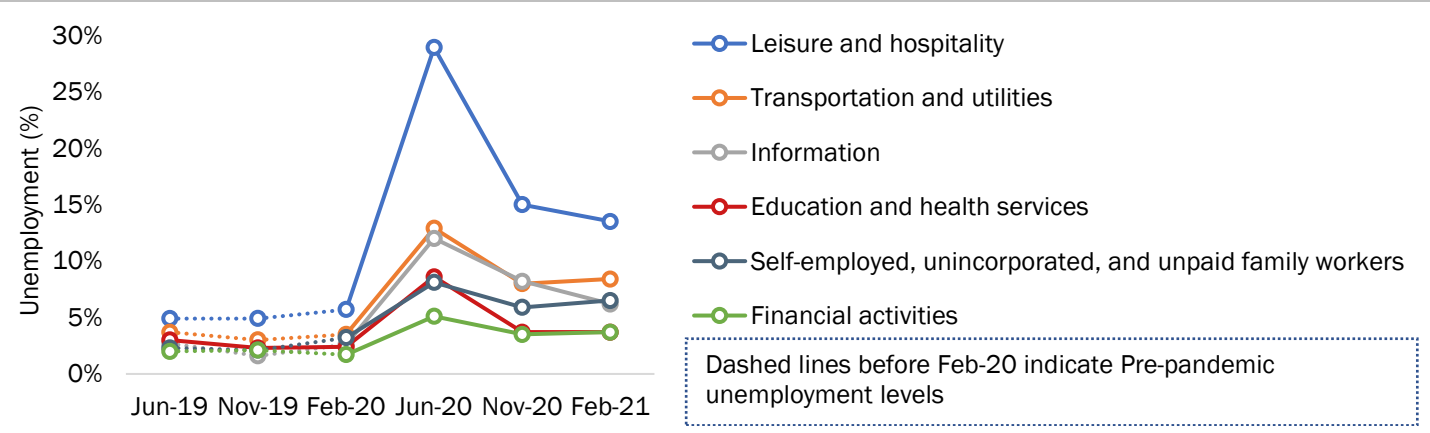 30%
25%
20%
15%
10%
5%
0%
Unemployment (%)
Jun-19 Nov-19 Feb-20 Jun-20 Nov-20 Feb-21
Leisure and hospitality
Transportation and utilities
Information
Education and health services
Self-employed, unincorporated, and unpaid family workers
Financial activities
Dashed lines before Feb-20 indicate Pre-pandemic
unemployment levels